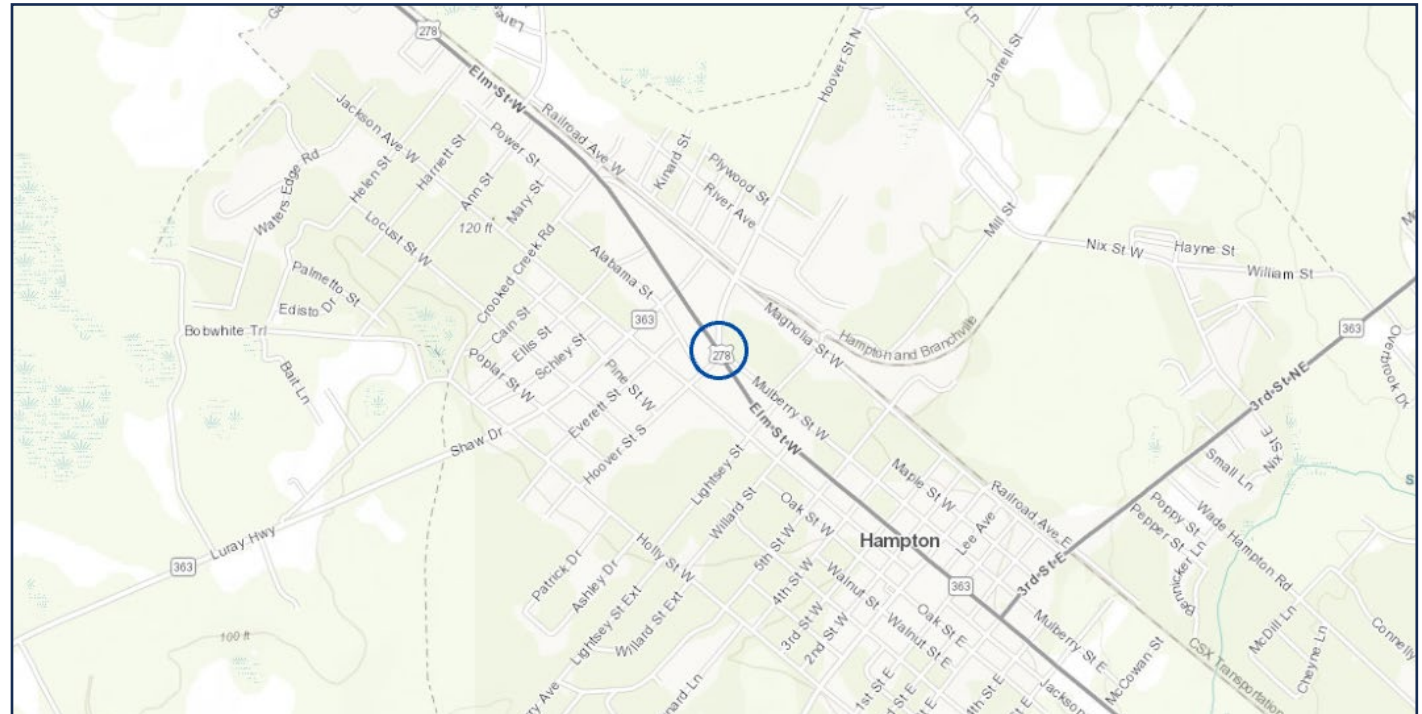 278
Hoover St N
Jarrell St
Elm-St-W
Railroad Ave W
Jackson Ave W
Power St
Kinard St
Plywood St
River Ave
Waters Edge Rd
Helen St
Harriett St
Ann St
Mary St
Mill St
120 ft
Locust St W
Crooked Creek Rd
Alabama St
Nix St W
Hayne St
William St
Palmetto St
Edisto Dr
Bobwhite Trl
Bait Ln
Cain St
Ellis St
Schley St
363
278
Magnolia St W
Hampton and Branchville
363
Overbrook Dr
Poplar St W
Pine St W
Everett St
Mulberry St W
Elm-St-W
3rd-St-NE
Shaw Dr
Hoover St S
Lightsey St
Willard St
Oak St W
Maple St W
Nix St E
Small Ln
Luray Hwy
363
Hampton
Lee Ave
Railroad Ave E
Poppy St
Pepper St
Wade Hampton Rd
Holly St W
5th St W
4th St W
3rd St W
2nd St W
Walnut St
363
3rd-St-E
Bennicker Ln
Patrick Dr
Ashley Dr
Lightsey St Ext
Willard St Ext
Oak St E
Walnut St E
Mulberry St E
McCowan St
McDill Ln
Cheyne Ln
Connelly
100 ft
1st St E
4th St E
Jackson
CSX Transportation